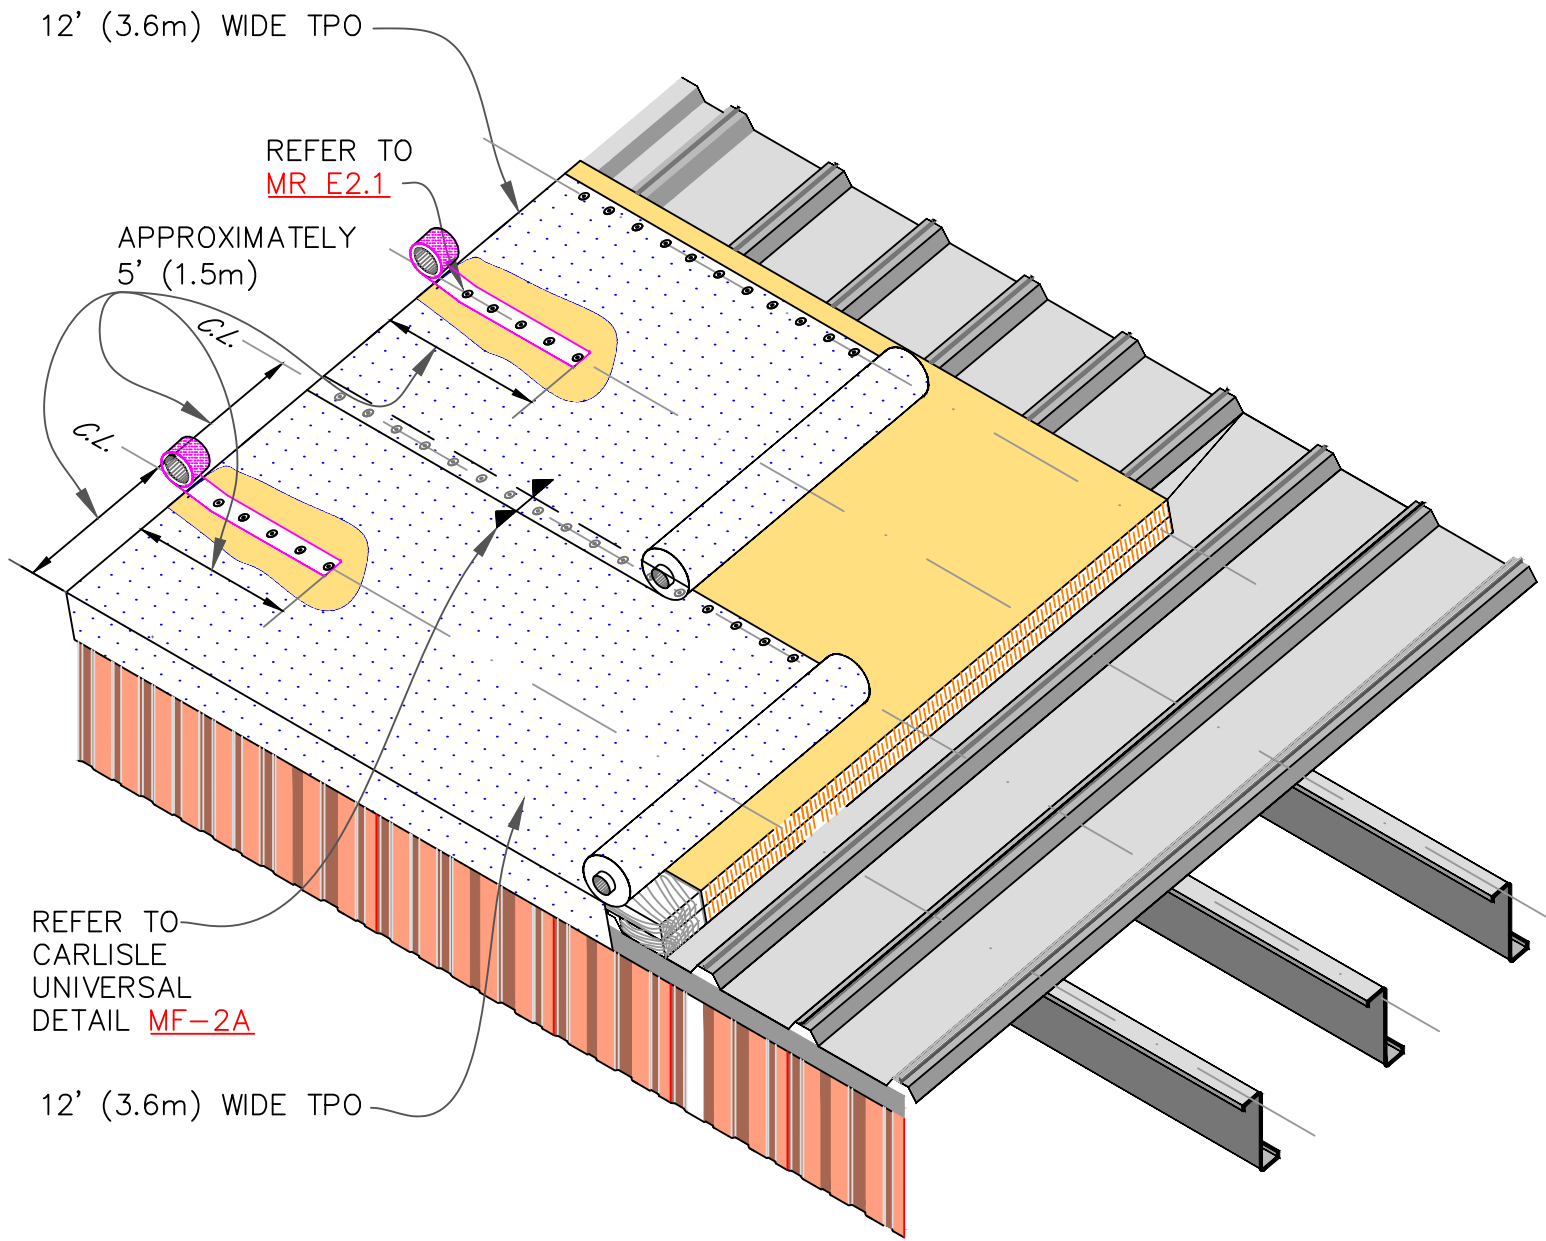 12' (3.6m) WIDE TPO
REFER TO
MR E2.1
APPROXIMATELY
5' (1.5m)
C.L.
C.L.
REFER TO
CARLISLE
UNIVERSAL
DETAIL MF-2A
12' (3.6m) WIDE TPO